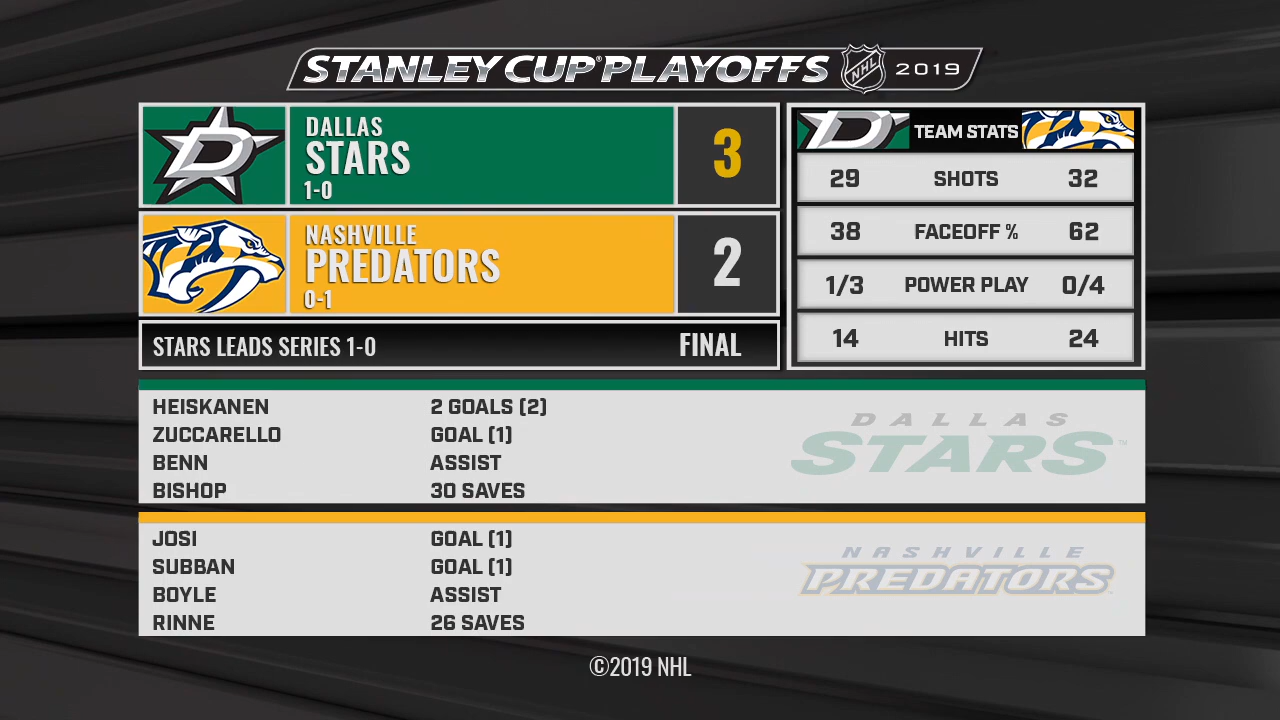 STANLEY CUP® PLAYOFFS NHL 2019
DALLAS
STARS
1-0
3
NASHVILLE
PREDATORS
0-1
2
STARS LEADS SERIES 1-0 FINAL
D TEAM STATS
29 SHOTS 32
38 FACEOFF % 62
1/3 POWER PLAY 0/4
14 HITS 24
HEISKANEN 2 GOALS (2)
ZUCCARELLO GOAL (1)
BENN ASSIST
BISHOP 30 SAVES
DALLAS
STARS™
JOSI GOAL (1)
SUBBAN GOAL (1)
BOYLE ASSIST
RINNE 26 SAVES
NASHVILLE
PREDATORS
©2019 NHL